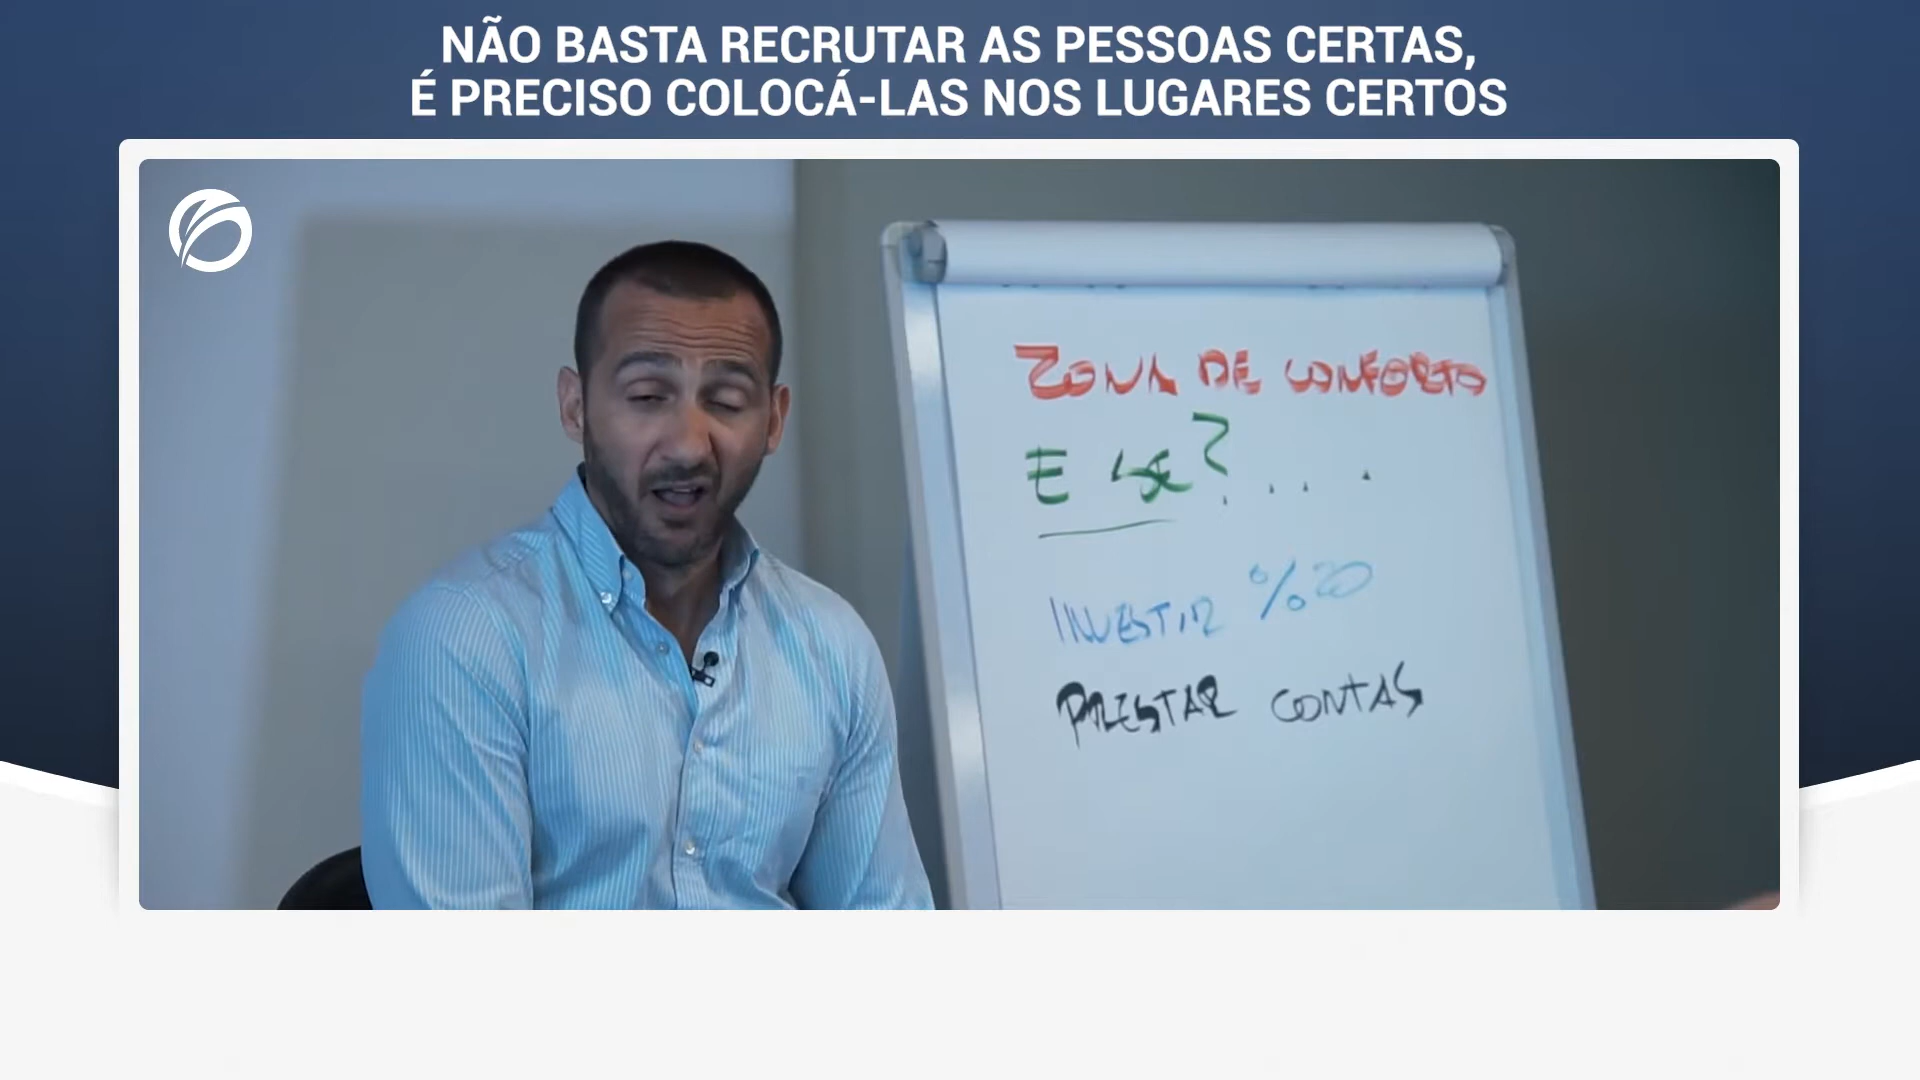 NÃO BASTA RECRUTAR AS PESSOAS CERTAS,
É PRECISO COLOCÁ-LAS NOS LUGARES CERTOS
ZONA DE CONFORTO
E SE? . . . .
INVESTIR % 20
PRESTAR CONTAS